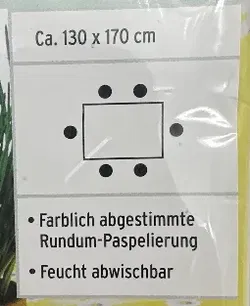 Ca. 130 x 170 cm
• Farblich abgestimmte
Rundum-Paspelierung
• Feucht abwischbar